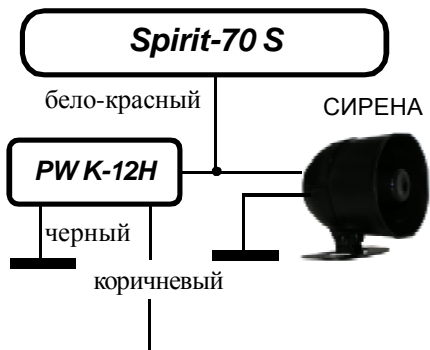 Spirit-70 S
бело-красный
СИРЕНА
PW K-12H
черный
коричневый